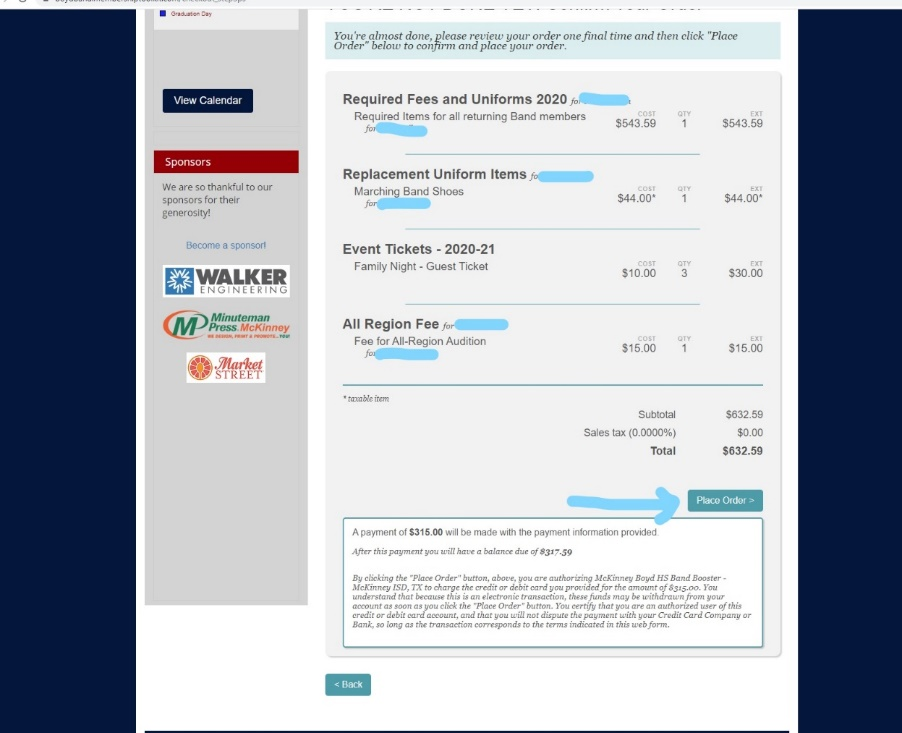 Graduation Day
You're almost done, please review your order one final time and then click "Place
Order" below to confirm and place your order.
View Calendar
Sponsors
We are so thankful to our
sponsors for their
generosity!
Become a sponsor!
WALKER
ENGINEERING
Minuteman
Press McKinney
WE DESIGN, PRINT & PROMOTE... YOU!
Market
STREET
Required Fees and Uniforms 2020 for
Required Items for all returning Band members
for
COST QTY EXT
$543.59 1 $543.59
Replacement Uniform Items
Marching Band Shoes
for
COST QTY EXT
$44.00* 1 $44.00*
Event Tickets - 2020-21
Family Night - Guest Ticket
COST QTY EXT
$10.00 3 $30.00
All Region Fee for
Fee for All-Region Audition
for
COST QTY EXT
$15.00 1 $15.00
* taxable item
Subtotal $632.59
Sales tax (0.0000%) $0.00
Total $632.59
Place Order >
A payment of $315.00 will be made with the payment information provided.
After this payment you will have a balance due of $317.59
By clicking the "Place Order" button, above, you are authorizing McKinney Boyd HS Band Booster -
McKinney ISD, TX to charge the credit or debit card you provided for the amount of $315.00. You
understand that because this is an electronic transaction, these funds may be withdrawn from your
account as soon as you click the "Place Order" button. You certify that you are an authorized user of this
credit or debit card account, and that you will not dispute the payment with your Credit Card Company or
Bank, so long as the transaction corresponds to the terms indicated in this web form.
< Back